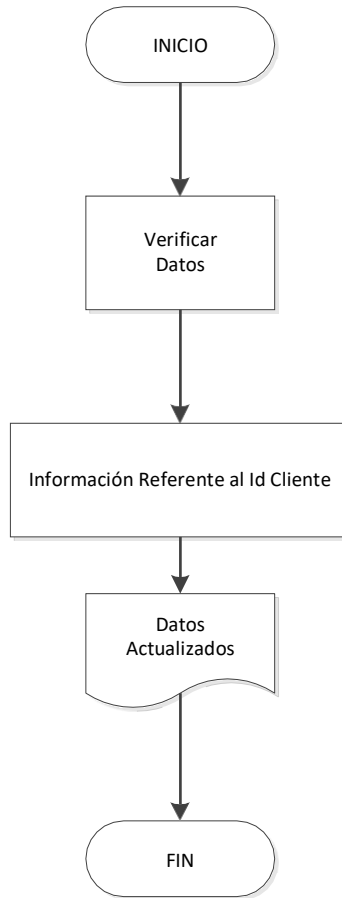 INICIO
Verificar
Datos
Información Referente al Id Cliente
Datos
Actualizados
FIN